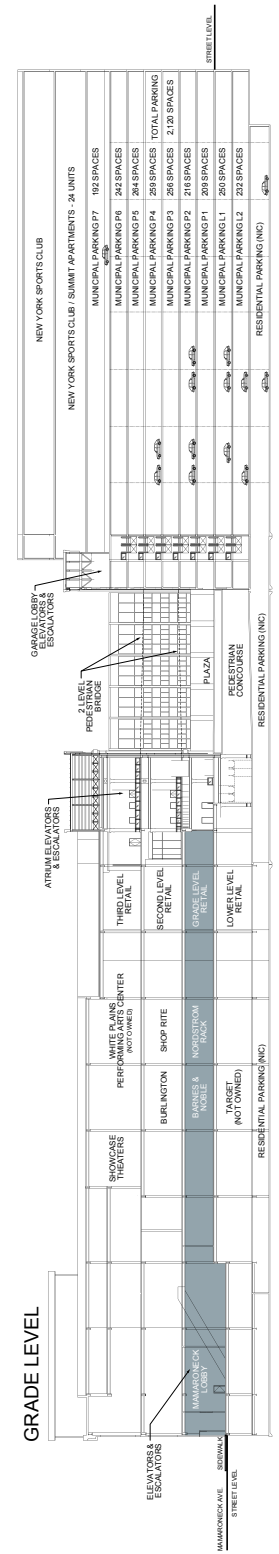 GRADE LEVEL
NEW YORK SPORTS CLUB
NEW YORK SPORTS CLUB / SUMMIT APARTMENTS - 24 UNITS
MUNICIPAL PARKING P7 192 SPACES
MUNICIPAL PARKING P6 242 SPACES
MUNICIPAL PARKING P5 264 SPACES
MUNICIPAL PARKING P4 259 SPACES
TOTAL PARKING
MUNICIPAL PARKING P3 256 SPACES
2,120 SPACES
MUNICIPAL PARKING P2 216 SPACES
MUNICIPAL PARKING P1 209 SPACES
MUNICIPAL PARKING L1 250 SPACES
MUNICIPAL PARKING L2 232 SPACES
RESIDENTIAL PARKING (NIC)
STREET LEVEL
GARAGE LOBBY
ELEVATORS &
ESCALATORS
2 LEVEL
PEDESTRIAN
BRIDGE
PLAZA
PEDESTRIAN
CONCOURSE
RESIDENTIAL PARKING (NIC)
ATRIUM ELEVATORS
& ESCALATORS
THIRD LEVEL
RETAIL
SECOND LEVEL
RETAIL
GRADE LEVEL
RETAIL
LOWER LEVEL
RETAIL
WHITE PLAINS
PERFORMING ARTS CENTER
(NOT OWNED)
SHOP RITE
NORDSTROM
RACK
SHOWCASE
THEATERS
BURLINGTON
BARNES &
NOBLE
TARGET
(NOT OWNED)
RESIDENTIAL PARKING (NIC)
ELEVATORS &
ESCALATORS
MAMARONECK
LOBBY
MAMARONECK AVE. SIDEWALK
STREET LEVEL